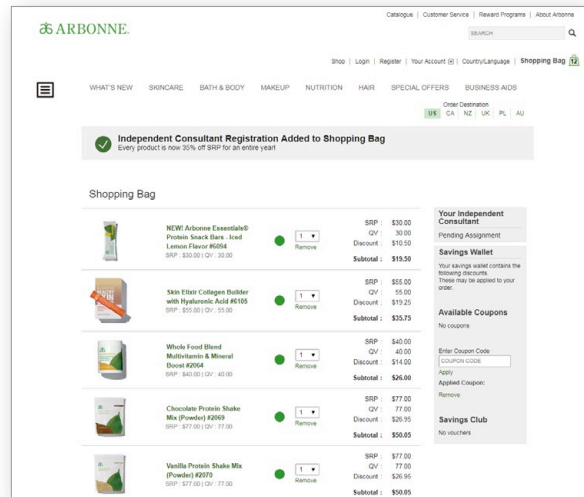 Catalogue | Customer Service | Reward Programs | About Arbonne
ARBONNE.
SEARCH
Shop | Login | Register | Your Account | Country/Language | Shopping Bag 12
WHAT'S NEW SKINCARE BATH & BODY MAKEUP NUTRITION HAIR SPECIAL OFFERS BUSINESS AIDS
Order Destination
US CA NZ UK PL AU
Independent Consultant Registration Added to Shopping Bag
Every product is now 35% off SRP for an entire year!
Shopping Bag
NEW! Arbonne Essentials®
Protein Snack Bars - Iced
Lemon Flavor #6094
SRP : $30.00 | QV : 30.00
1
Remove
SRP : $30.00
QV : 30.00
Discount : $10.50
Subtotal : $19.50
Skin Elixir Collagen Builder
with Hyaluronic Acid #6105
SRP : $55.00 | QV : 55.00
1
Remove
SRP : $55.00
QV : 55.00
Discount : $19.25
Subtotal : $35.75
Whole Food Blend
Multivitamin & Mineral
Boost #2064
SRP : $40.00 | QV : 40.00
1
Remove
SRP : $40.00
QV : 40.00
Discount : $14.00
Subtotal : $26.00
Chocolate Protein Shake
Mix (Powder) #2069
SRP : $77.00 | QV : 77.00
1
Remove
SRP : $77.00
QV : 77.00
Discount : $26.95
Subtotal : $50.05
Vanilla Protein Shake Mix
(Powder) #2070
SRP : $77.00 | QV : 77.00
1
Remove
SRP : $77.00
QV : 77.00
Discount : $26.95
Subtotal : $50.05
Your Independent
Consultant
Pending Assignment
Savings Wallet
Your savings wallet contains the
following discounts.
These may be applied to your
order.
Available Coupons
No coupons
Enter Coupon Code
COUPON CODE
Apply
Applied Coupon:
Remove
Savings Club
No vouchers